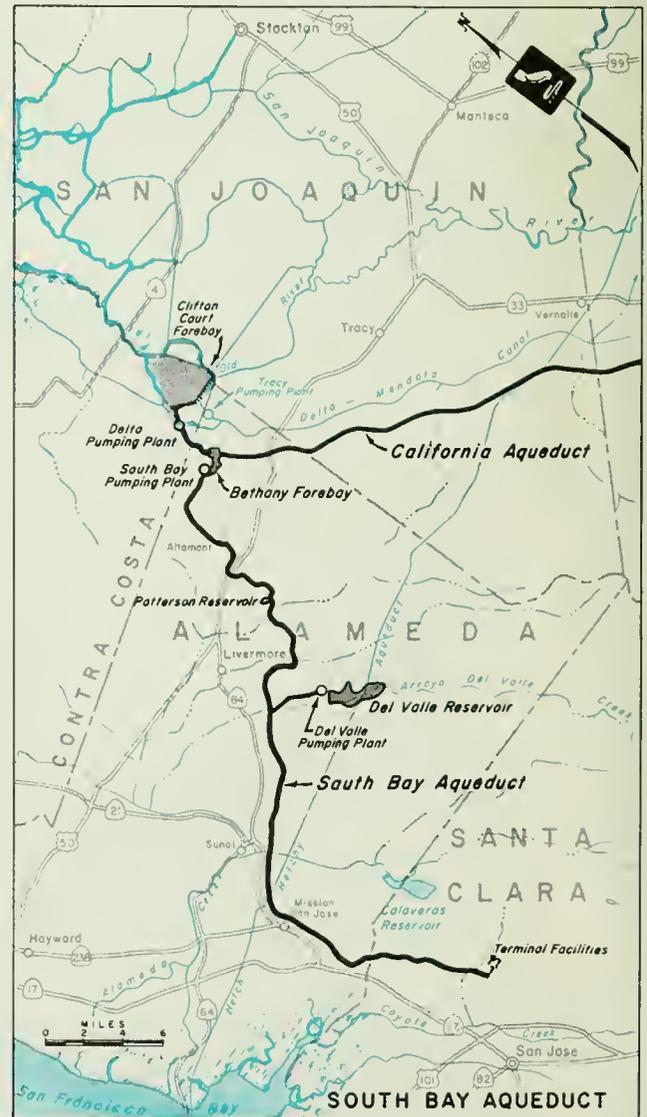 Stockton
99
N
102
99
50
Manteca
San Joaquin
SAN JOAQUIN
River
4
Clifton
Court
Forebay
River
Old
33
Vernalis
Tracy
Tracy
Pumping Plant
Delta - Mendota Canal
Delta
Pumping Plant
California Aqueduct
South Bay
Pumping Plant
Bethany Forebay
CONTRA COSTA
Altamont
Patterson Reservoir
ALAMEDA
Aqueduct
Livermore
84
Arroyo Del Valle
Creek
Del Valle Reservoir
Del Valle
Pumping Plant
South Bay Aqueduct
21
50
Sunol
Hetchy
SANTA
CLARA
Calaveras
Reservoir
Creek
Mission
San Jose
Hayward
238
Terminal Facilities
17
Alameda
Hetch
64
MILES
0 2 4 6
Coyote
17
Creek
San Jose
101
82
San Francisco Bay
SOUTH BAY AQUEDUCT